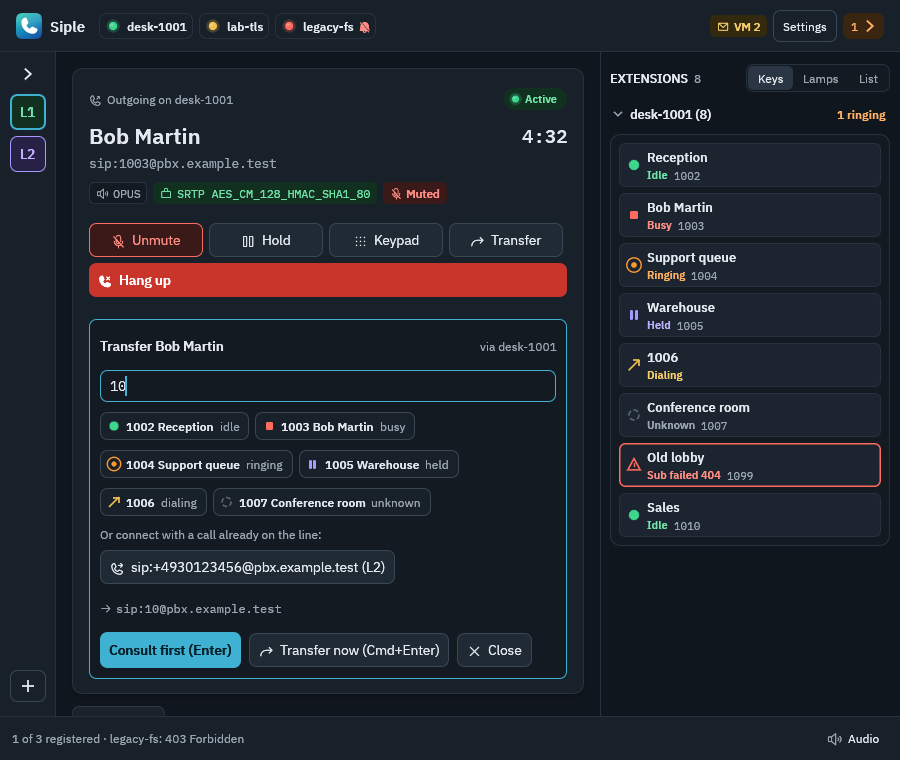 Siple
desk-1001
lab-tls
legacy-fs
VM 2
Settings
1
L1
L2
Outgoing on desk-1001
Active
Bob Martin
4:32
sip:1003@pbx.example.test
OPUS
SRTP AES_CM_128_HMAC_SHA1_80
Muted
Unmute
Hold
Keypad
Transfer
Hang up
Transfer Bob Martin
via desk-1001
10
1002 Reception idle
1003 Bob Martin busy
1004 Support queue ringing
1005 Warehouse held
1006 dialing
1007 Conference room unknown
Or connect with a call already on the line:
sip:+4930123456@pbx.example.test (L2)
→ sip:10@pbx.example.test
Consult first (Enter)
Transfer now (Cmd+Enter)
Close
EXTENSIONS 8
Keys
Lamps
List
desk-1001 (8)
1 ringing
Reception
Idle 1002
Bob Martin
Busy 1003
Support queue
Ringing 1004
Warehouse
Held 1005
1006
Dialing
Conference room
Unknown 1007
Old lobby
Sub failed 404 1099
Sales
Idle 1010
1 of 3 registered · legacy-fs: 403 Forbidden
Audio